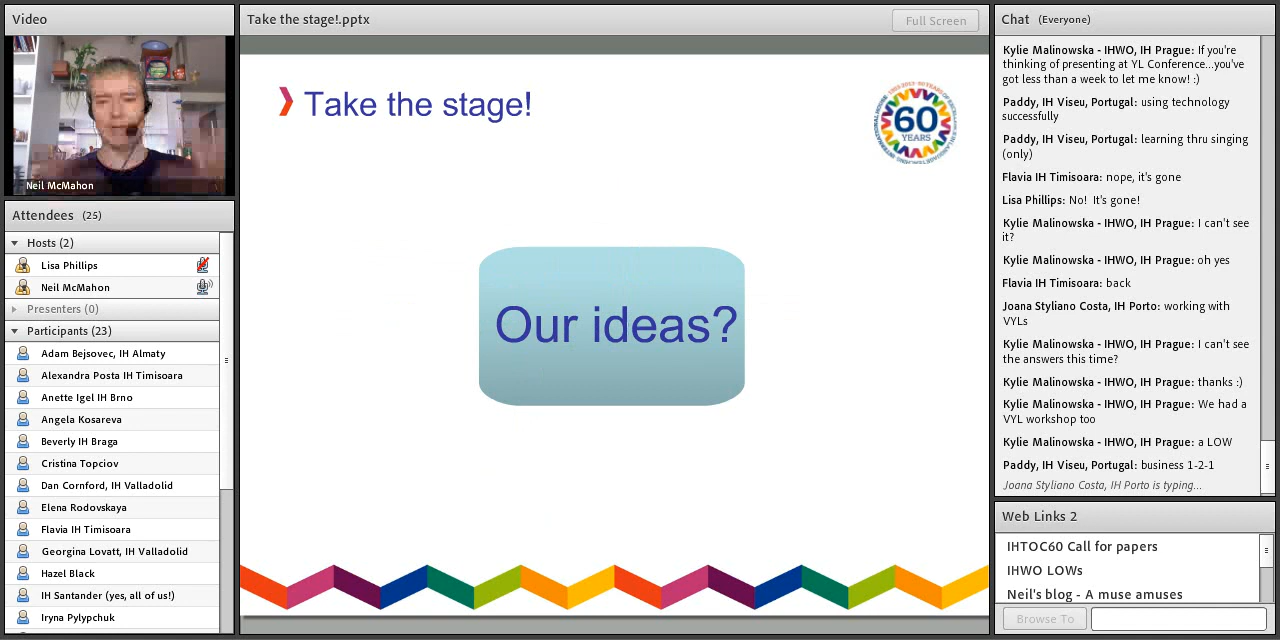 Video
Neil McMahon
Attendees (25)
Hosts (2)
Lisa Phillips
Neil McMahon
Presenters (0)
Participants (23)
Adam Bejsovec, IH Almaty
Alexandra Posta IH Timisoara
Anette Igel IH Brno
Angela Kosareva
Beverly IH Braga
Cristina Topciov
Dan Cornford, IH Valladolid
Elena Rodovskaya
Flavia IH Timisoara
Georgina Lovatt, IH Valladolid
Hazel Black
IH Santander (yes, all of us!)
Iryna Pylypchuk
Take the stage!.pptx
Full Screen
Take the stage!
60
YEARS
Our ideas?
Chat (Everyone)
Kylie Malinowska - IHWO, IH Prague: If you're
thinking of presenting at YL Conference...you've
got less than a week to let me know! :)
Paddy, IH Viseu, Portugal: using technology
successfully
Paddy, IH Viseu, Portugal: learning thru singing
(only)
Flavia IH Timisoara: nope, it's gone
Lisa Phillips: No! It's gone!
Kylie Malinowska - IHWO, IH Prague: I can't see
it?
Kylie Malinowska - IHWO, IH Prague: oh yes
Flavia IH Timisoara: back
Joana Styliano Costa, IH Porto: working with
VYLs
Kylie Malinowska - IHWO, IH Prague: I can't see
the answers this time?
Kylie Malinowska - IHWO, IH Prague: thanks :)
Kylie Malinowska - IHWO, IH Prague: We had a
VYL workshop too
Kylie Malinowska - IHWO, IH Prague: a LOW
Paddy, IH Viseu, Portugal: business 1-2-1
Joana Styliano Costa, IH Porto is typing...
Web Links 2
IHTOC60 Call for papers
IHWO LOWs
Neil's blog - A muse amuses
Browse To